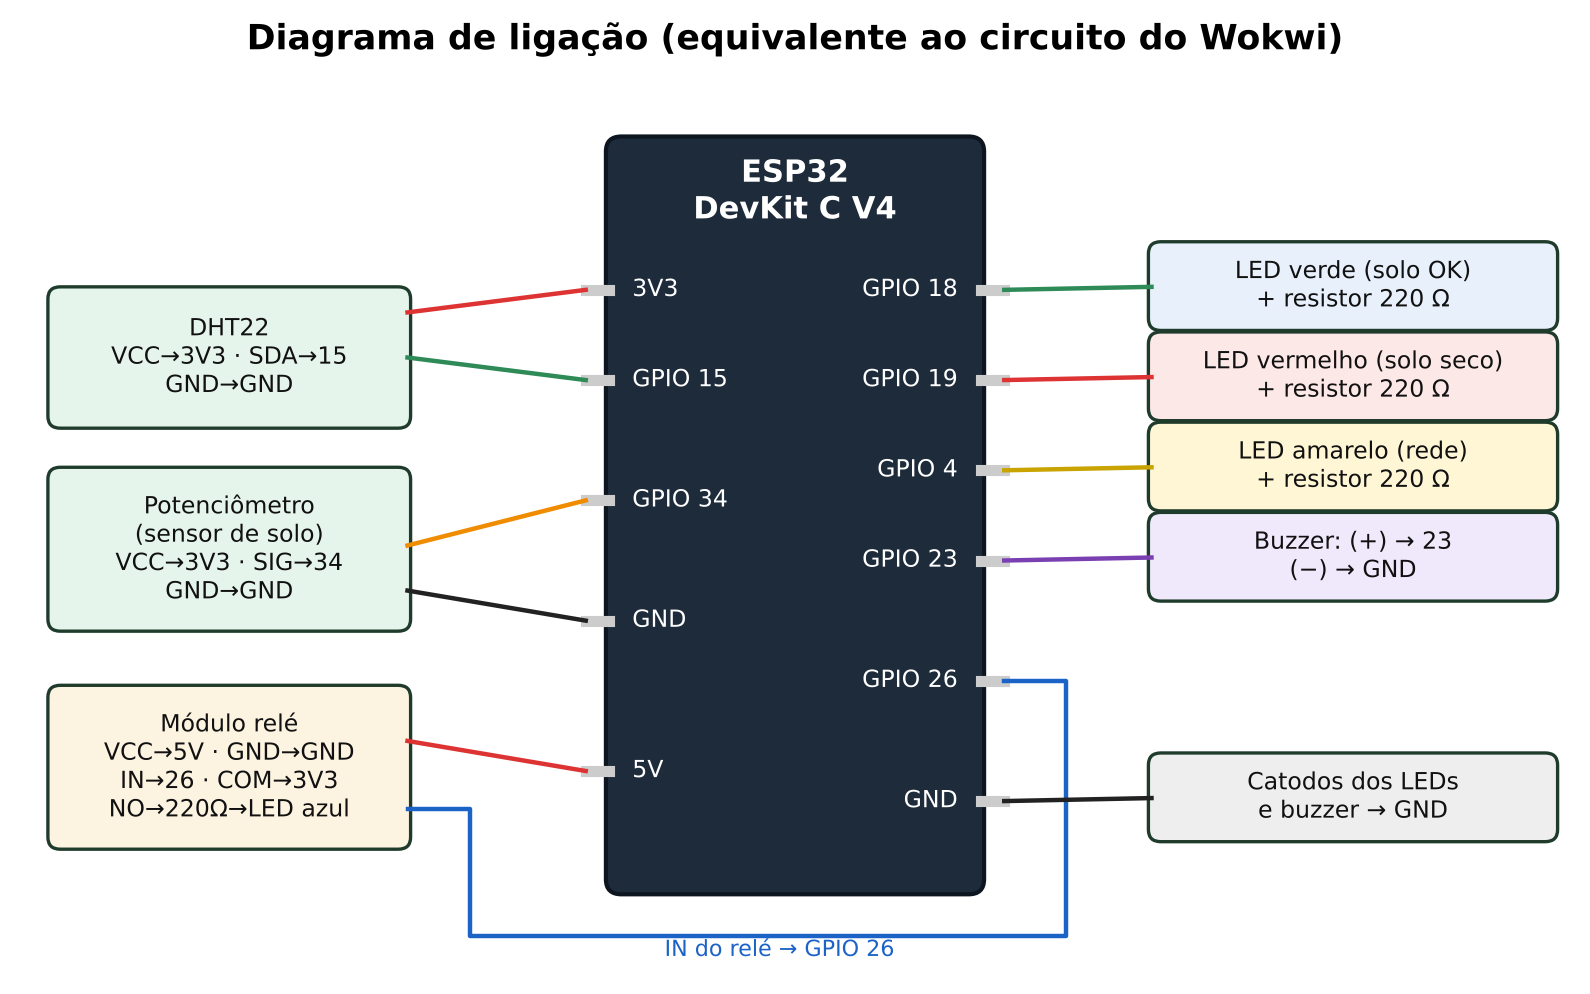 Diagrama de ligação (equivalente ao circuito do Wokwi)
ESP32
DevKit C V4
3V3
GPIO 15
GPIO 34
GND
5V
GPIO 18
GPIO 19
GPIO 4
GPIO 23
GPIO 26
GND
DHT22
VCC→3V3 · SDA→15
GND→GND
Potenciômetro
(sensor de solo)
VCC→3V3 · SIG→34
GND→GND
Módulo relé
VCC→5V · GND→GND
IN→26 · COM→3V3
NO→220Ω→LED azul
LED verde (solo OK)
+ resistor 220 Ω
LED vermelho (solo seco)
+ resistor 220 Ω
LED amarelo (rede)
+ resistor 220 Ω
Buzzer: (+) → 23
(−) → GND
Catodos dos LEDs
e buzzer → GND
IN do relé → GPIO 26